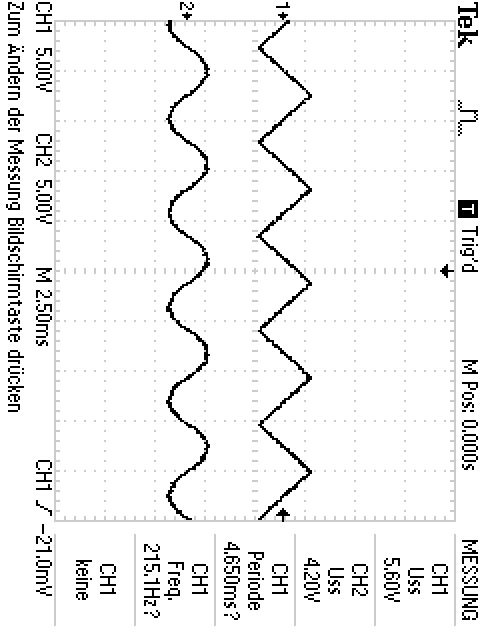 Tek T Trig'd M Pos: 0.000s MESSUNG
CH1
Uss
5.60V
CH2
Uss
4.20V
CH1
Periode
4.650ms?
CH1
Freq.
215.1Hz?
CH1
keine
1
2
CH1 5.00V CH2 5.00V M 2.50ms CH1 -21.0mV
Zum Ändern der Messung Bildschirmtaste drücken